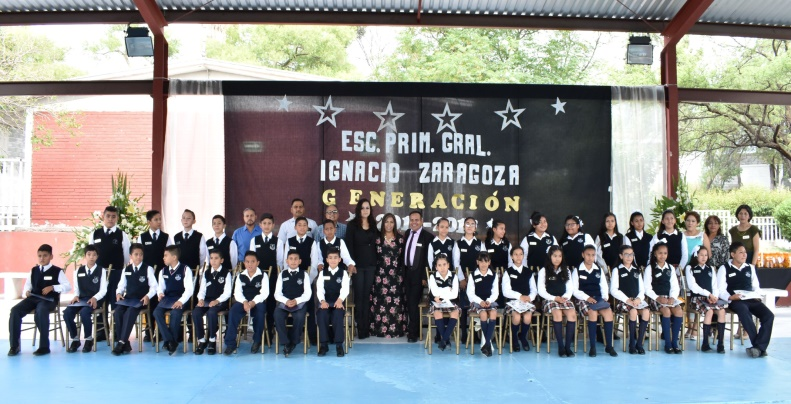 ESC. PRIM. GRAL.
IGNACIO ZARAGOZA
GENERACIÓN